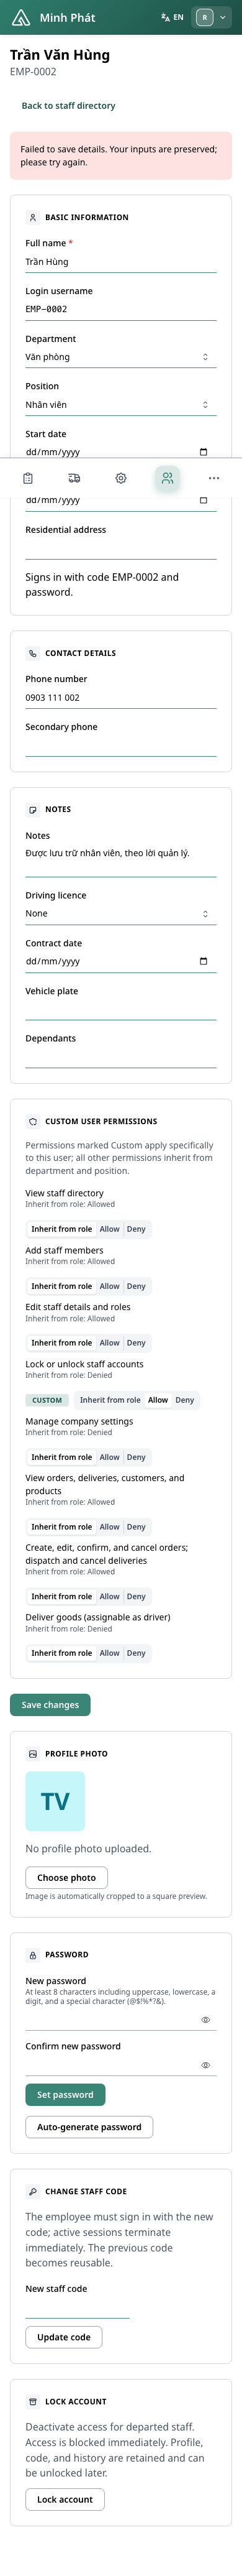 Minh Phát
EN
R
Trần Văn Hùng
EMP-0002
Back to staff directory
Failed to save details. Your inputs are preserved;
please try again.
BASIC INFORMATION
Full name *
Trần Hùng
Login username
EMP-0002
Department
Văn phòng
Position
Nhân viên
Start date
dd/mm/yyyy
dd/mm/yyyy
Residential address
Signs in with code EMP-0002 and
password.
CONTACT DETAILS
Phone number
0903 111 002
Secondary phone
NOTES
Notes
Được lưu trữ nhân viên, theo lời quản lý.
Driving licence
None
Contract date
dd/mm/yyyy
Vehicle plate
Dependants
CUSTOM USER PERMISSIONS
Permissions marked Custom apply specifically
to this user; all other permissions inherit from
department and position.
View staff directory
Inherit from role: Allowed
Inherit from role Allow Deny
Add staff members
Inherit from role: Allowed
Inherit from role Allow Deny
Edit staff details and roles
Inherit from role: Allowed
Inherit from role Allow Deny
Lock or unlock staff accounts
Inherit from role: Denied
CUSTOM Inherit from role Allow Deny
Manage company settings
Inherit from role: Denied
Inherit from role Allow Deny
View orders, deliveries, customers, and
products
Inherit from role: Allowed
Inherit from role Allow Deny
Create, edit, confirm, and cancel orders;
dispatch and cancel deliveries
Inherit from role: Allowed
Inherit from role Allow Deny
Deliver goods (assignable as driver)
Inherit from role: Denied
Inherit from role Allow Deny
Save changes
PROFILE PHOTO
TV
No profile photo uploaded.
Choose photo
Image is automatically cropped to a square preview.
PASSWORD
New password
At least 8 characters including uppercase, lowercase, a
digit, and a special character (@$!%*?&).
Confirm new password
Set password
Auto-generate password
CHANGE STAFF CODE
The employee must sign in with the new
code; active sessions terminate
immediately. The previous code
becomes reusable.
New staff code
Update code
LOCK ACCOUNT
Deactivate access for departed staff.
Access is blocked immediately. Profile,
code, and history are retained and can
be unlocked later.
Lock account